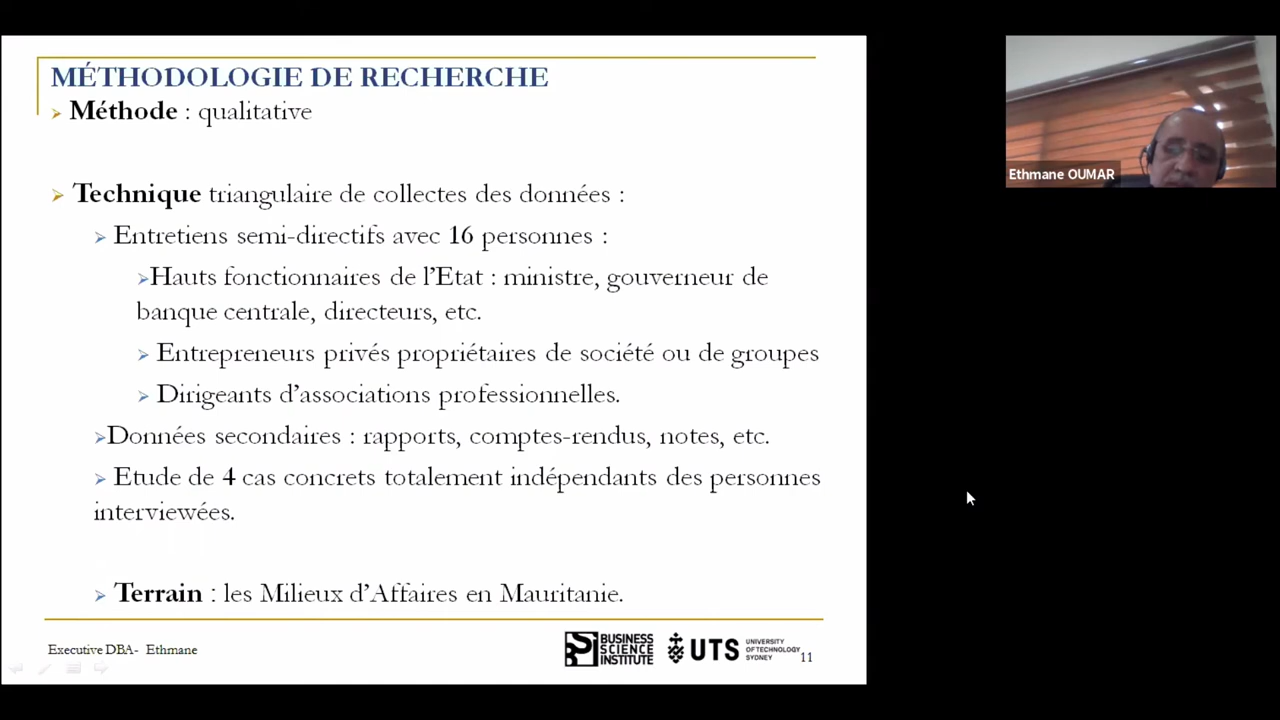 MÉTHODOLOGIE DE RECHERCHE
➢ Méthode : qualitative
➢ Technique triangulaire de collectes des données :
➢ Entretiens semi-directifs avec 16 personnes :
➢Hauts fonctionnaires de l’Etat : ministre, gouverneur de
banque centrale, directeurs, etc.
➢ Entrepreneurs privés propriétaires de société ou de groupes
➢ Dirigeants d’associations professionnelles.
➢Données secondaires : rapports, comptes-rendus, notes, etc.
➢ Etude de 4 cas concrets totalement indépendants des personnes
interviewées.
➢ Terrain : les Milieux d’Affaires en Mauritanie.
Executive DBA- Ethmane
BUSINESS
SCIENCE
INSTITUTE
UTS
UNIVERSITY
OF TECHNOLOGY
SYDNEY
11
Ethmane OUMAR